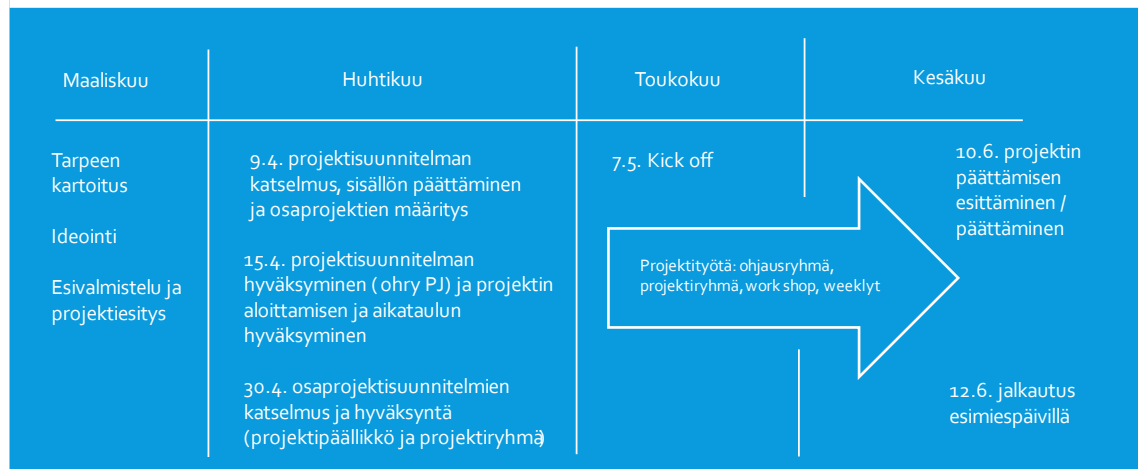 Maaliskuu
Huhtikuu
Toukokuu
Kesäkuu
Tarpeen
kartoitus
Ideointi
Esivalmistelu ja
projektiesitys
9.4. projektisuunnitelman
katselmus, sisällön päättäminen
ja osaprojektien määritys
15.4. projektisuunnitelman
hyväksyminen ( ohry PJ) ja projektin
aloittamisen ja aikataulun
hyväksyminen
30.4. osaprojektisuunnitelmien
katselmus ja hyväksyntä
(projektipäällikkö ja projektiryhmä)
7.5. Kick off
Projektityötä: ohjausryhmä,
projektiryhmä, work shop, weeklyt
10.6. projektin
päättämisen
esittäminen /
päättäminen
12.6. jalkautus
esimiespäivillä